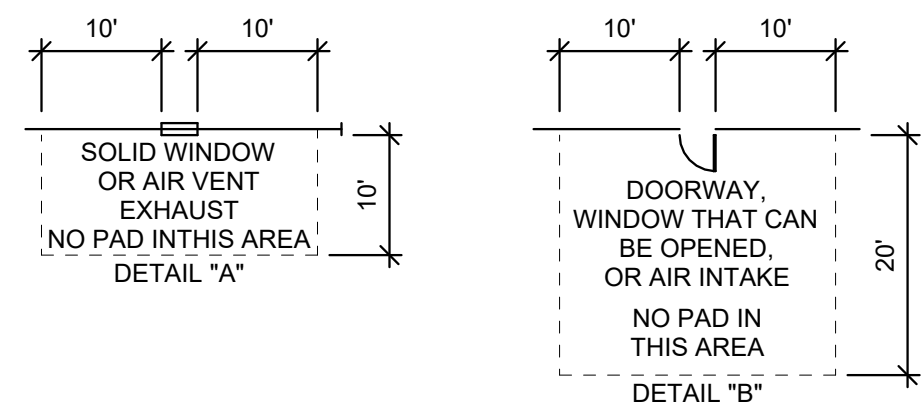 10' 10'
SOLID WINDOW
OR AIR VENT
EXHAUST
NO PAD INTHIS AREA
10'
DETAIL "A"
10' 10'
DOORWAY,
WINDOW THAT CAN
BE OPENED,
OR AIR INTAKE
NO PAD IN
THIS AREA
20'
DETAIL "B"